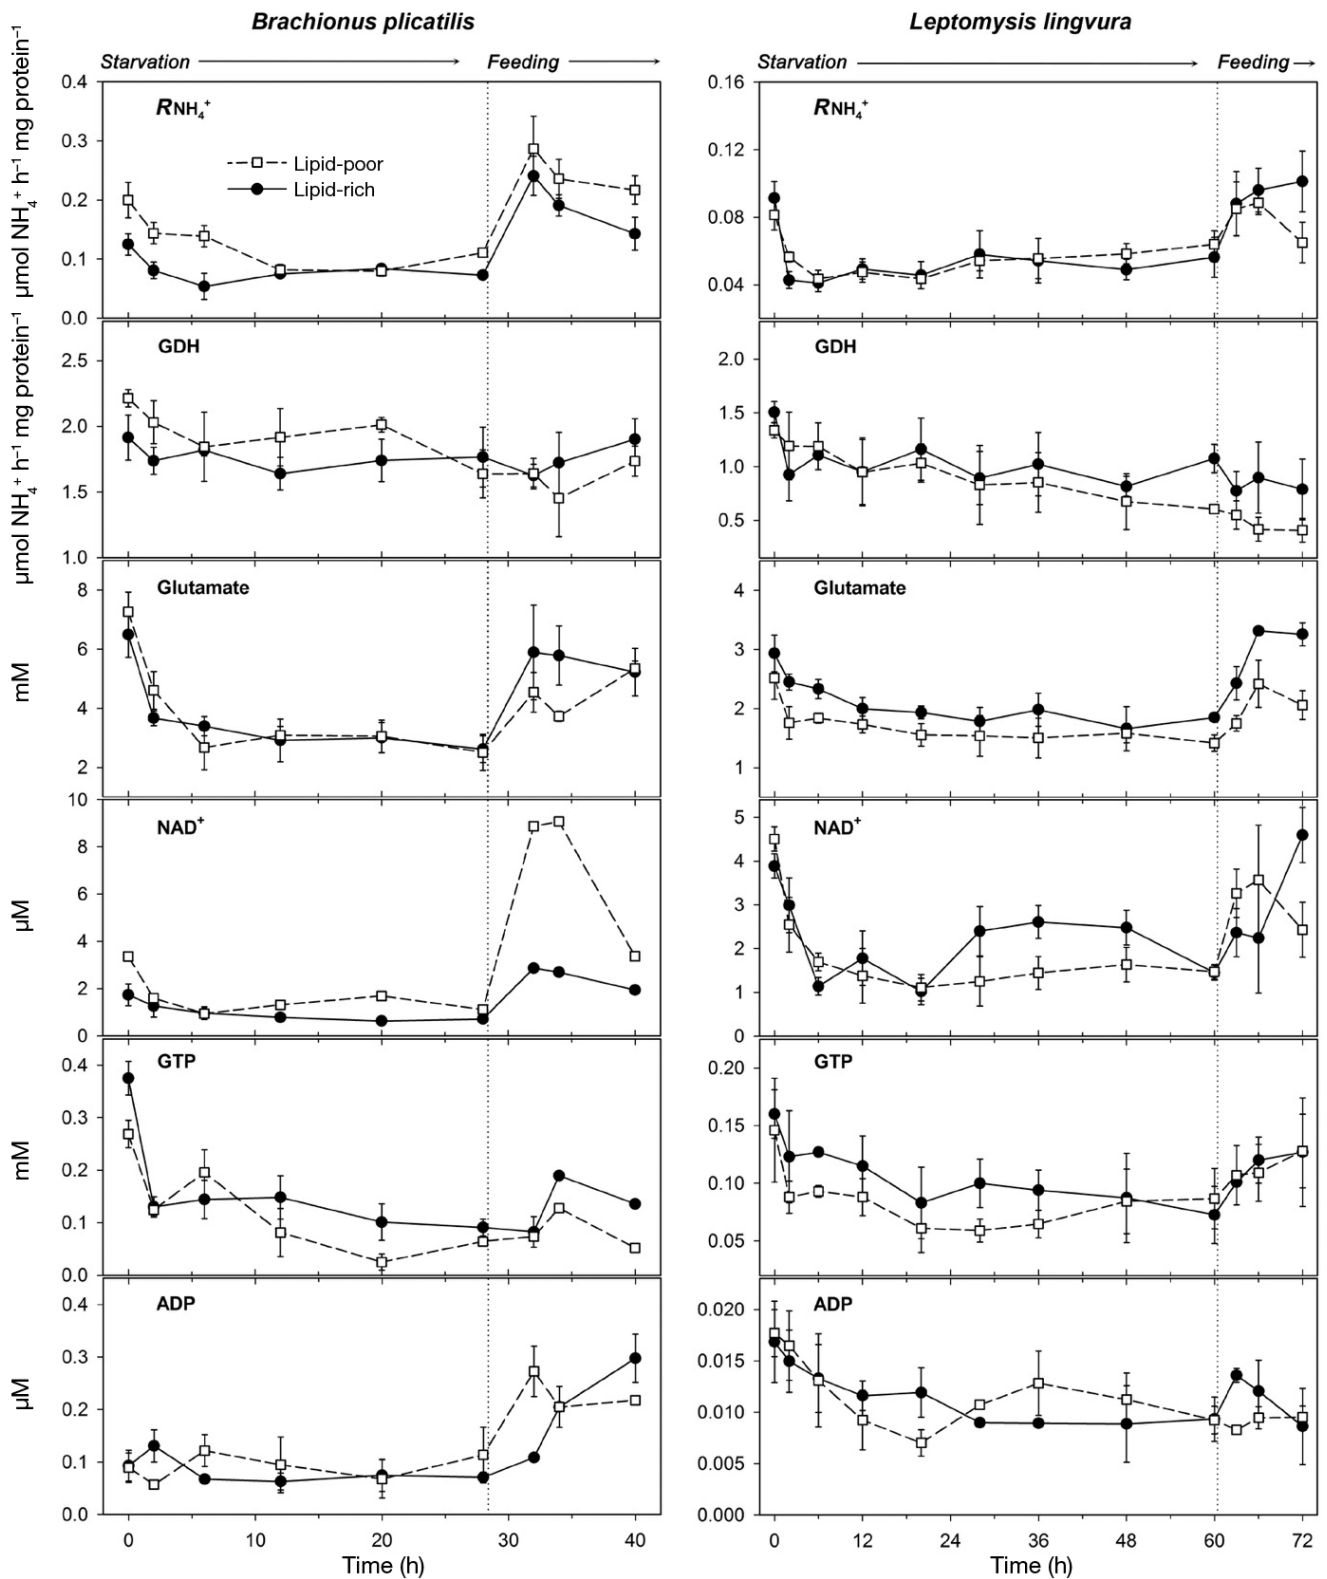 Brachionus plicatilis
Leptomysis lingvura
Starvation
Feeding
Starvation
Feeding
µmol NH₄⁺ h⁻¹ mg protein⁻¹
0.4
0.3
0.2
0.1
0.0
RNH₄⁺
Lipid-poor
Lipid-rich
0.16
0.12
0.08
0.04
RNH₄⁺
µmol NH₄⁺ h⁻¹ mg protein⁻¹
2.5
2.0
1.5
1.0
GDH
2.0
1.5
1.0
0.5
GDH
mM
8
6
4
2
Glutamate
4
3
2
1
Glutamate
µM
10
8
6
4
2
0
NAD⁺
5
4
3
2
1
0
NAD⁺
mM
0.4
0.3
0.2
0.1
0.0
GTP
0.20
0.15
0.10
0.05
GTP
µM
0.4
0.3
0.2
0.1
0.0
ADP
0.020
0.015
0.010
0.005
0.000
ADP
0 10 20 30 40
Time (h)
0 12 24 36 48 60 72
Time (h)